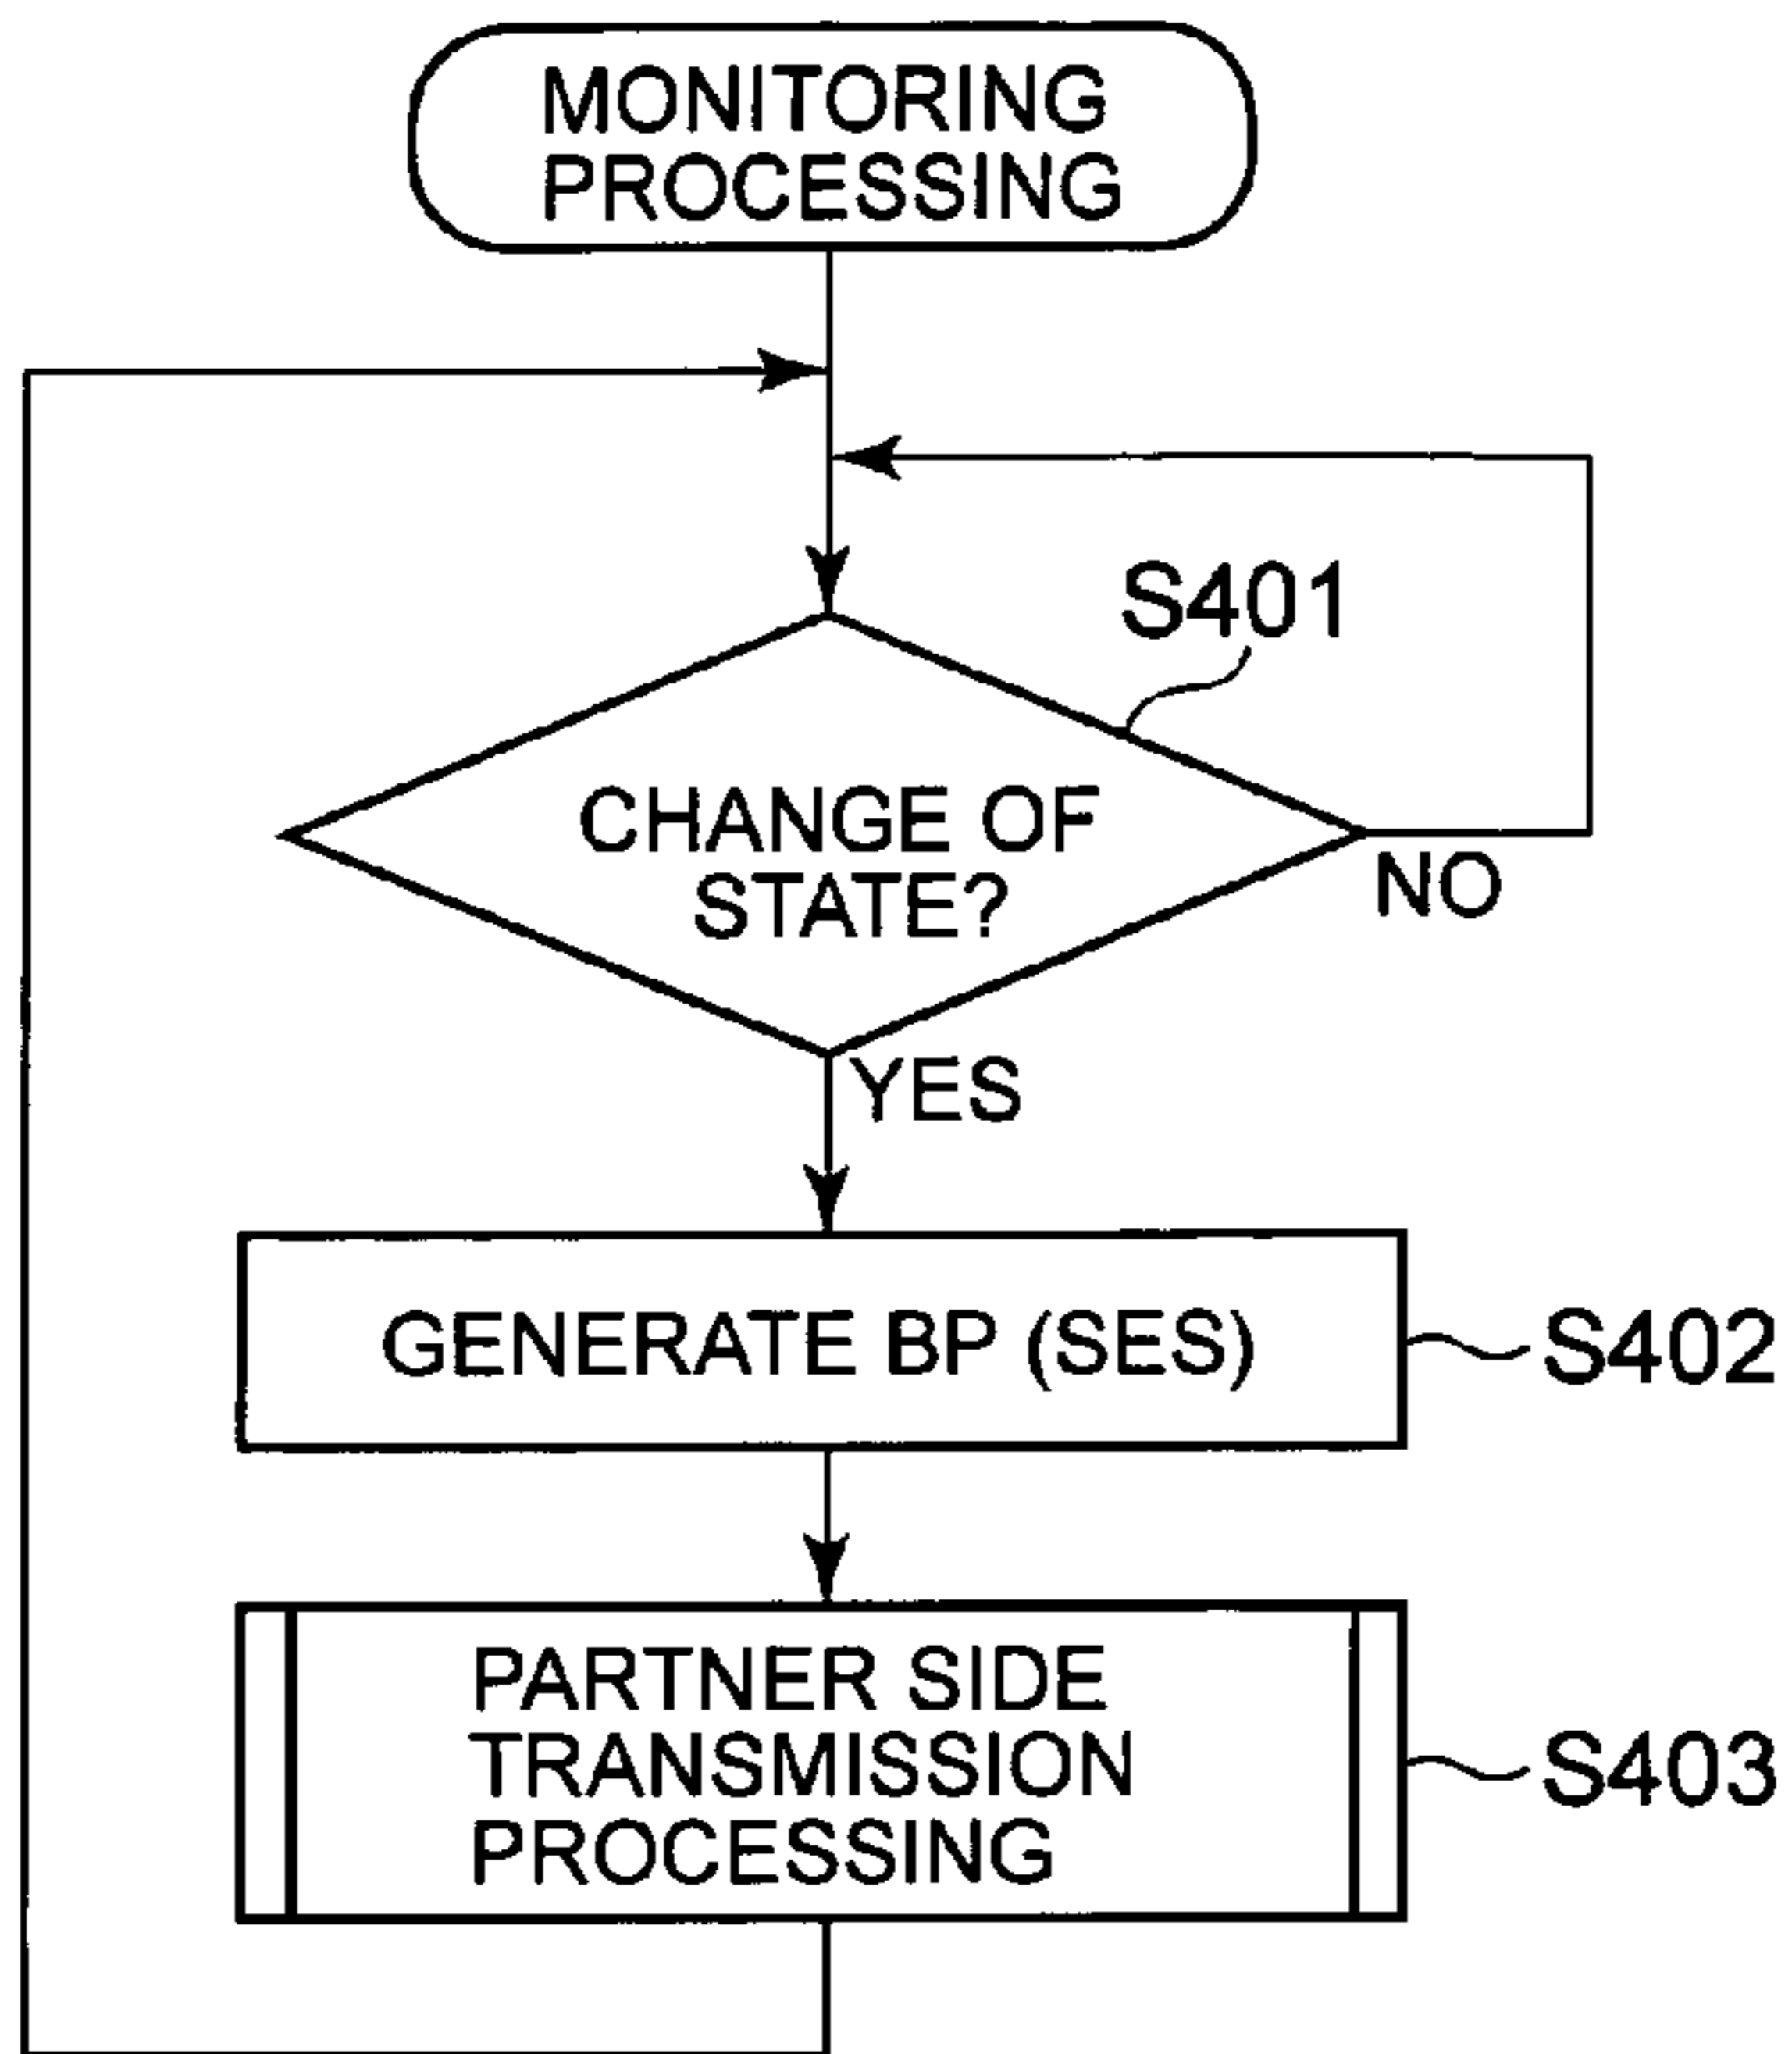 MONITORING
PROCESSING
S401
CHANGE OF
STATE?
NO
YES
GENERATE BP (SES)
S402
PARTNER SIDE
TRANSMISSION
PROCESSING
S403